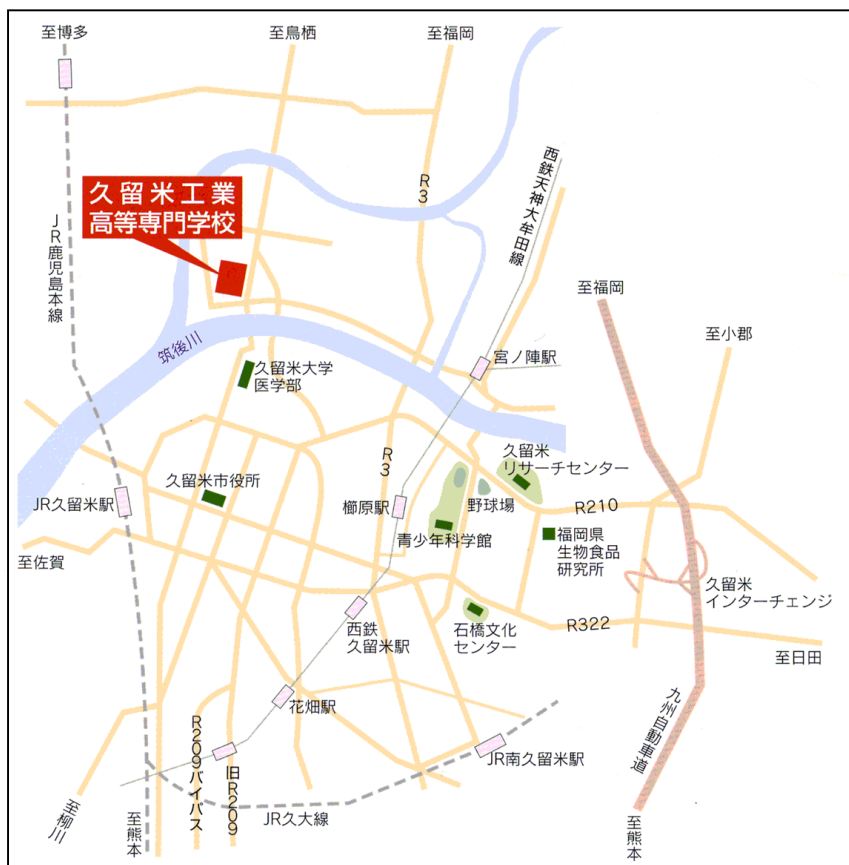 至博多
至鳥栖
至福岡
久留米工業
高等専門学校
R3
西鉄天神大牟田線
JR鹿児島本線
至福岡
至小郡
筑後川
宮ノ陣駅
久留米大学
医学部
久留米
リサーチセンター
R3
久留米市役所
JR久留米駅
櫛原駅
野球場
R210
青少年科学館
福岡県
生物食品
研究所
至佐賀
久留米
インターチェンジ
西鉄
久留米駅
石橋文化
センター
R322
至日田
花畑駅
九州自動車道
R209バイパス
旧R209
JR南久留米駅
至柳川
至熊本
JR久大線
至熊本